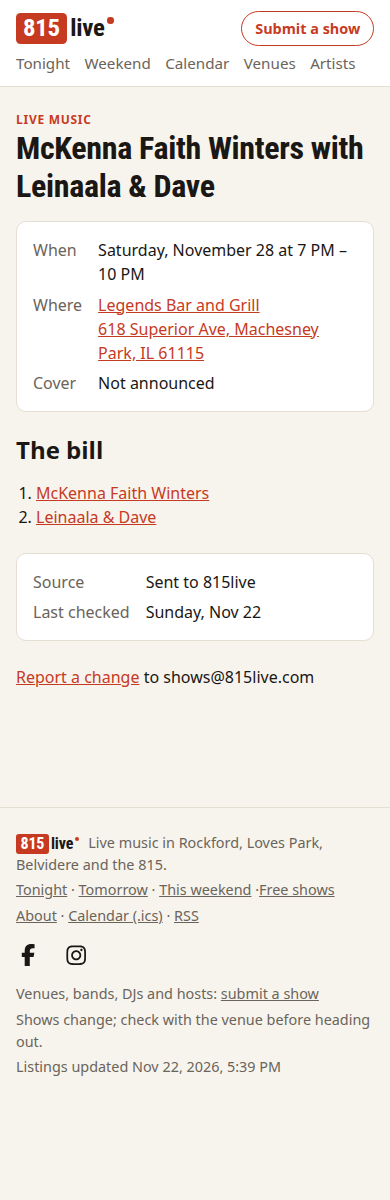 815 live
Submit a show
Tonight Weekend Calendar Venues Artists
LIVE MUSIC
McKenna Faith Winters with
Leinaala & Dave
When Saturday, November 28 at 7 PM –
10 PM
Where Legends Bar and Grill
618 Superior Ave, Machesney
Park, IL 61115
Cover Not announced
The bill
1. McKenna Faith Winters
2. Leinaala & Dave
Source Sent to 815live
Last checked Sunday, Nov 22
Report a change to shows@815live.com
815 live Live music in Rockford, Loves Park,
Belvidere and the 815.
Tonight · Tomorrow · This weekend ·Free shows
About · Calendar (.ics) · RSS
Venues, bands, DJs and hosts: submit a show
Shows change; check with the venue before heading
out.
Listings updated Nov 22, 2026, 5:39 PM